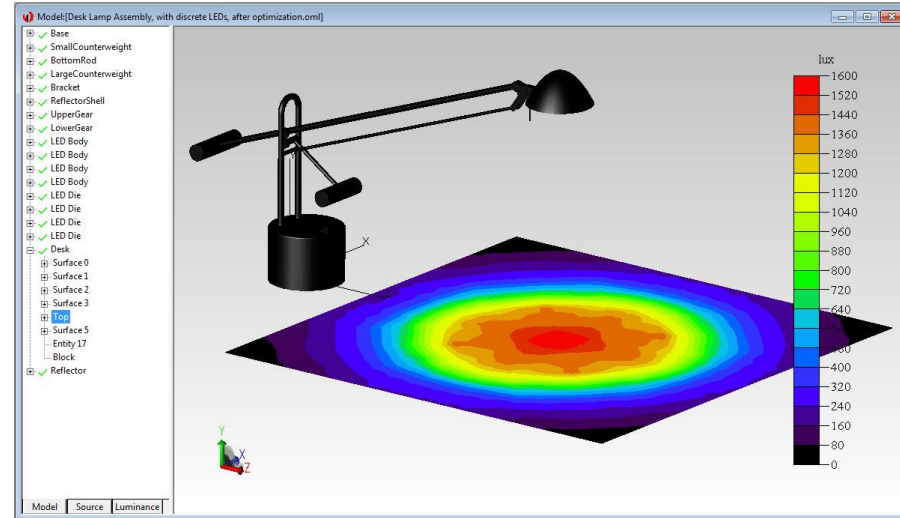 Model:[Desk Lamp Assembly, with discrete LEDs, after optimization.oml]
Base
SmallCounterweight
BottomRod
LargeCounterweight
Bracket
ReflectorShell
UpperGear
LowerGear
LED Body
LED Body
LED Body
LED Body
LED Die
LED Die
LED Die
LED Die
Desk
Surface 0
Surface 1
Surface 2
Surface 3
Top
Surface 5
Entity 17
Block
Reflector
Model Source Luminance
X
Y
X
Z
lux
1600
1520
1440
1360
1280
1200
1120
1040
960
880
800
720
640
400
320
240
160
80
0